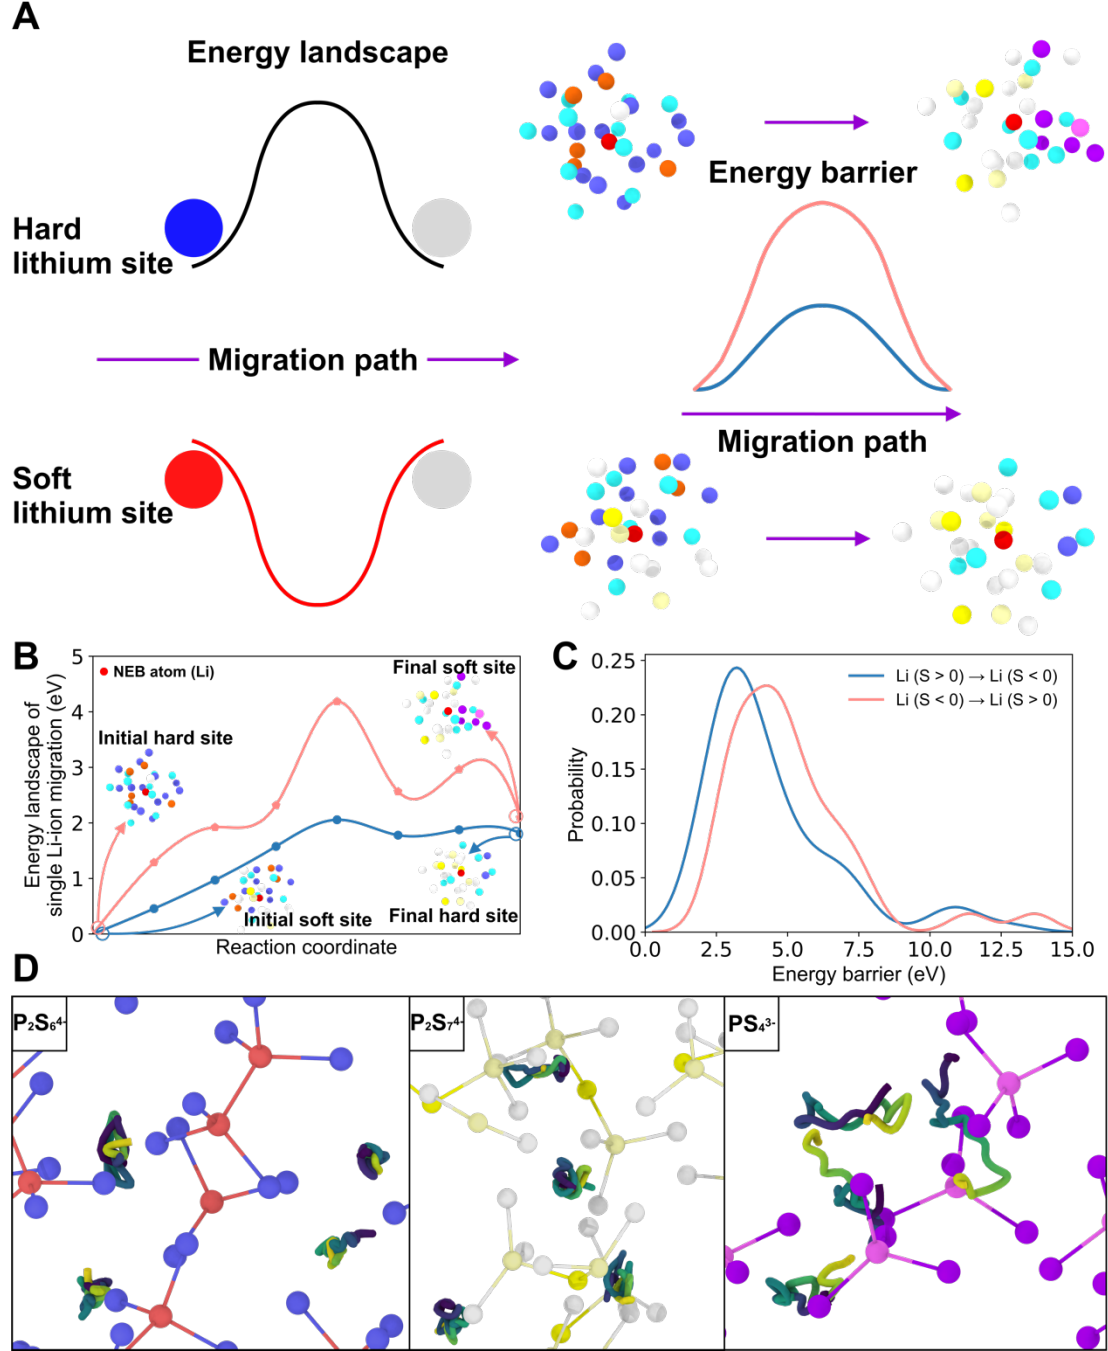 A
Energy landscape
Hard
lithium site
Energy barrier
Migration path
Migration path
Soft
lithium site
B
Energy landscape of
single Li-ion migration (eV)
5
4
3
2
1
0
NEB atom (Li)
Final soft site
Initial hard site
Initial soft site
Final hard site
Reaction coordinate
C
Probability
0.25
0.20
0.15
0.10
0.05
0.00
Li (S > 0) → Li (S < 0)
Li (S < 0) → Li (S > 0)
0.0 2.5 5.0 7.5 10.0 12.5 15.0
Energy barrier (eV)
D
P₂S₆⁴⁻
P₂S₇⁴⁻
PS₄³⁻